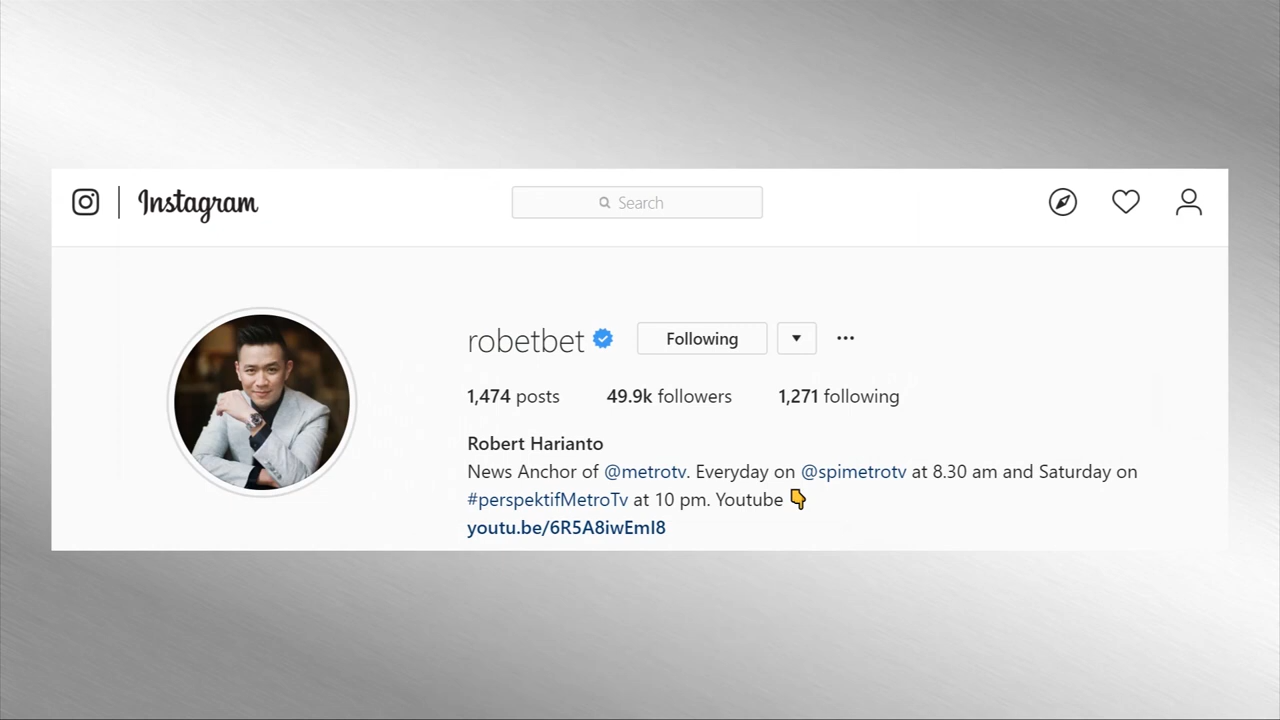 Instagram
Search
robetbet
Following
1,474 posts 49.9k followers 1,271 following
Robert Harianto
News Anchor of @metrotv. Everyday on @spimetrotv at 8.30 am and Saturday on
#perspektifMetroTv at 10 pm. Youtube 👇
youtu.be/6R5A8iwEmI8